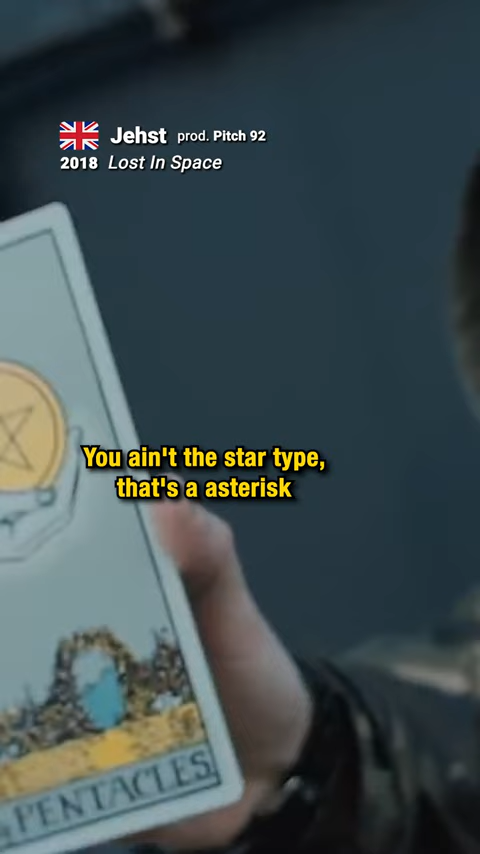 Jehst prod. Pitch 92
2018 Lost In Space
You ain't the star type,
that's a asterisk
PENTACLES